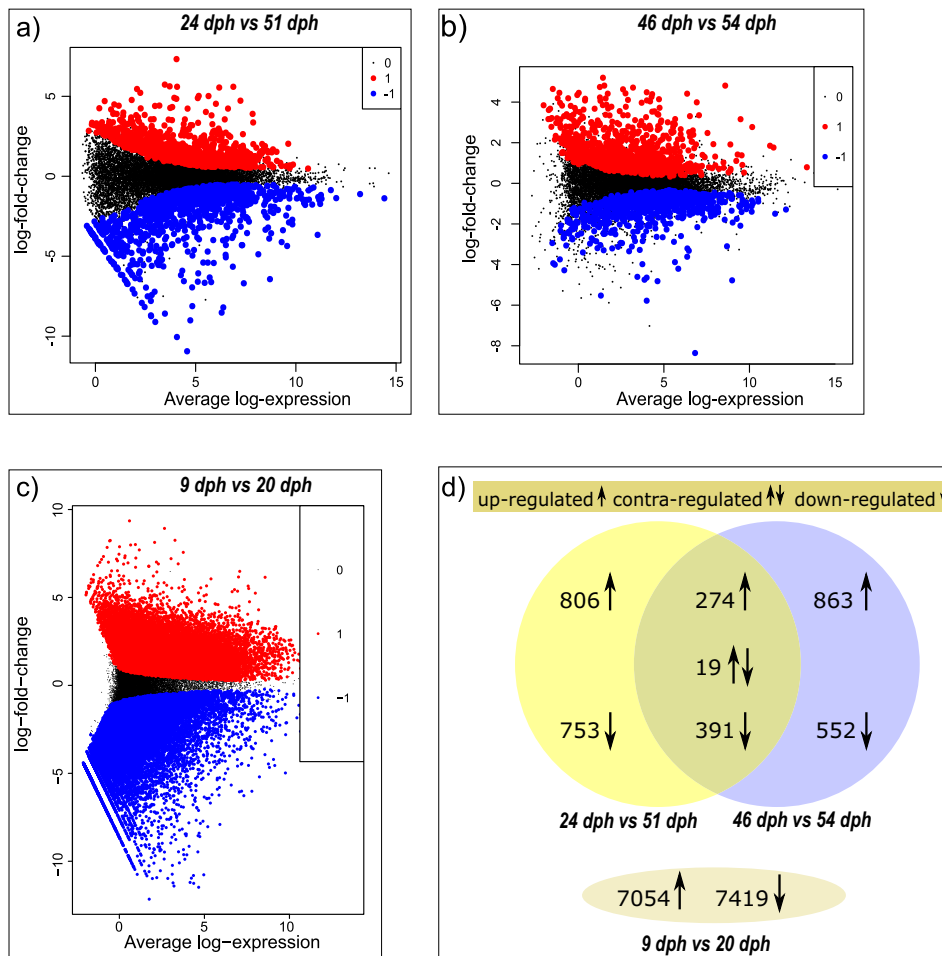 a)
24 dph vs 51 dph
0
1
-1
5
0
-5
-10
log-fold-change
0
5
10
15
Average log-expression
b)
46 dph vs 54 dph
0
1
-1
4
2
0
-2
-4
-6
-8
log-fold-change
0
5
10
15
Average log-expression
c)
9 dph vs 20 dph
0
1
−1
10
5
0
−5
−10
log−fold−change
0
5
10
Average log−expression
d)
up-regulated ↑ contra-regulated ↑↓ down-regulated
806 ↑ 274 ↑ 863 ↑
19 ↑↓
753 ↓ 391 ↓ 552 ↓
24 dph vs 51 dph 46 dph vs 54 dph
7054 ↑ 7419 ↓
9 dph vs 20 dph